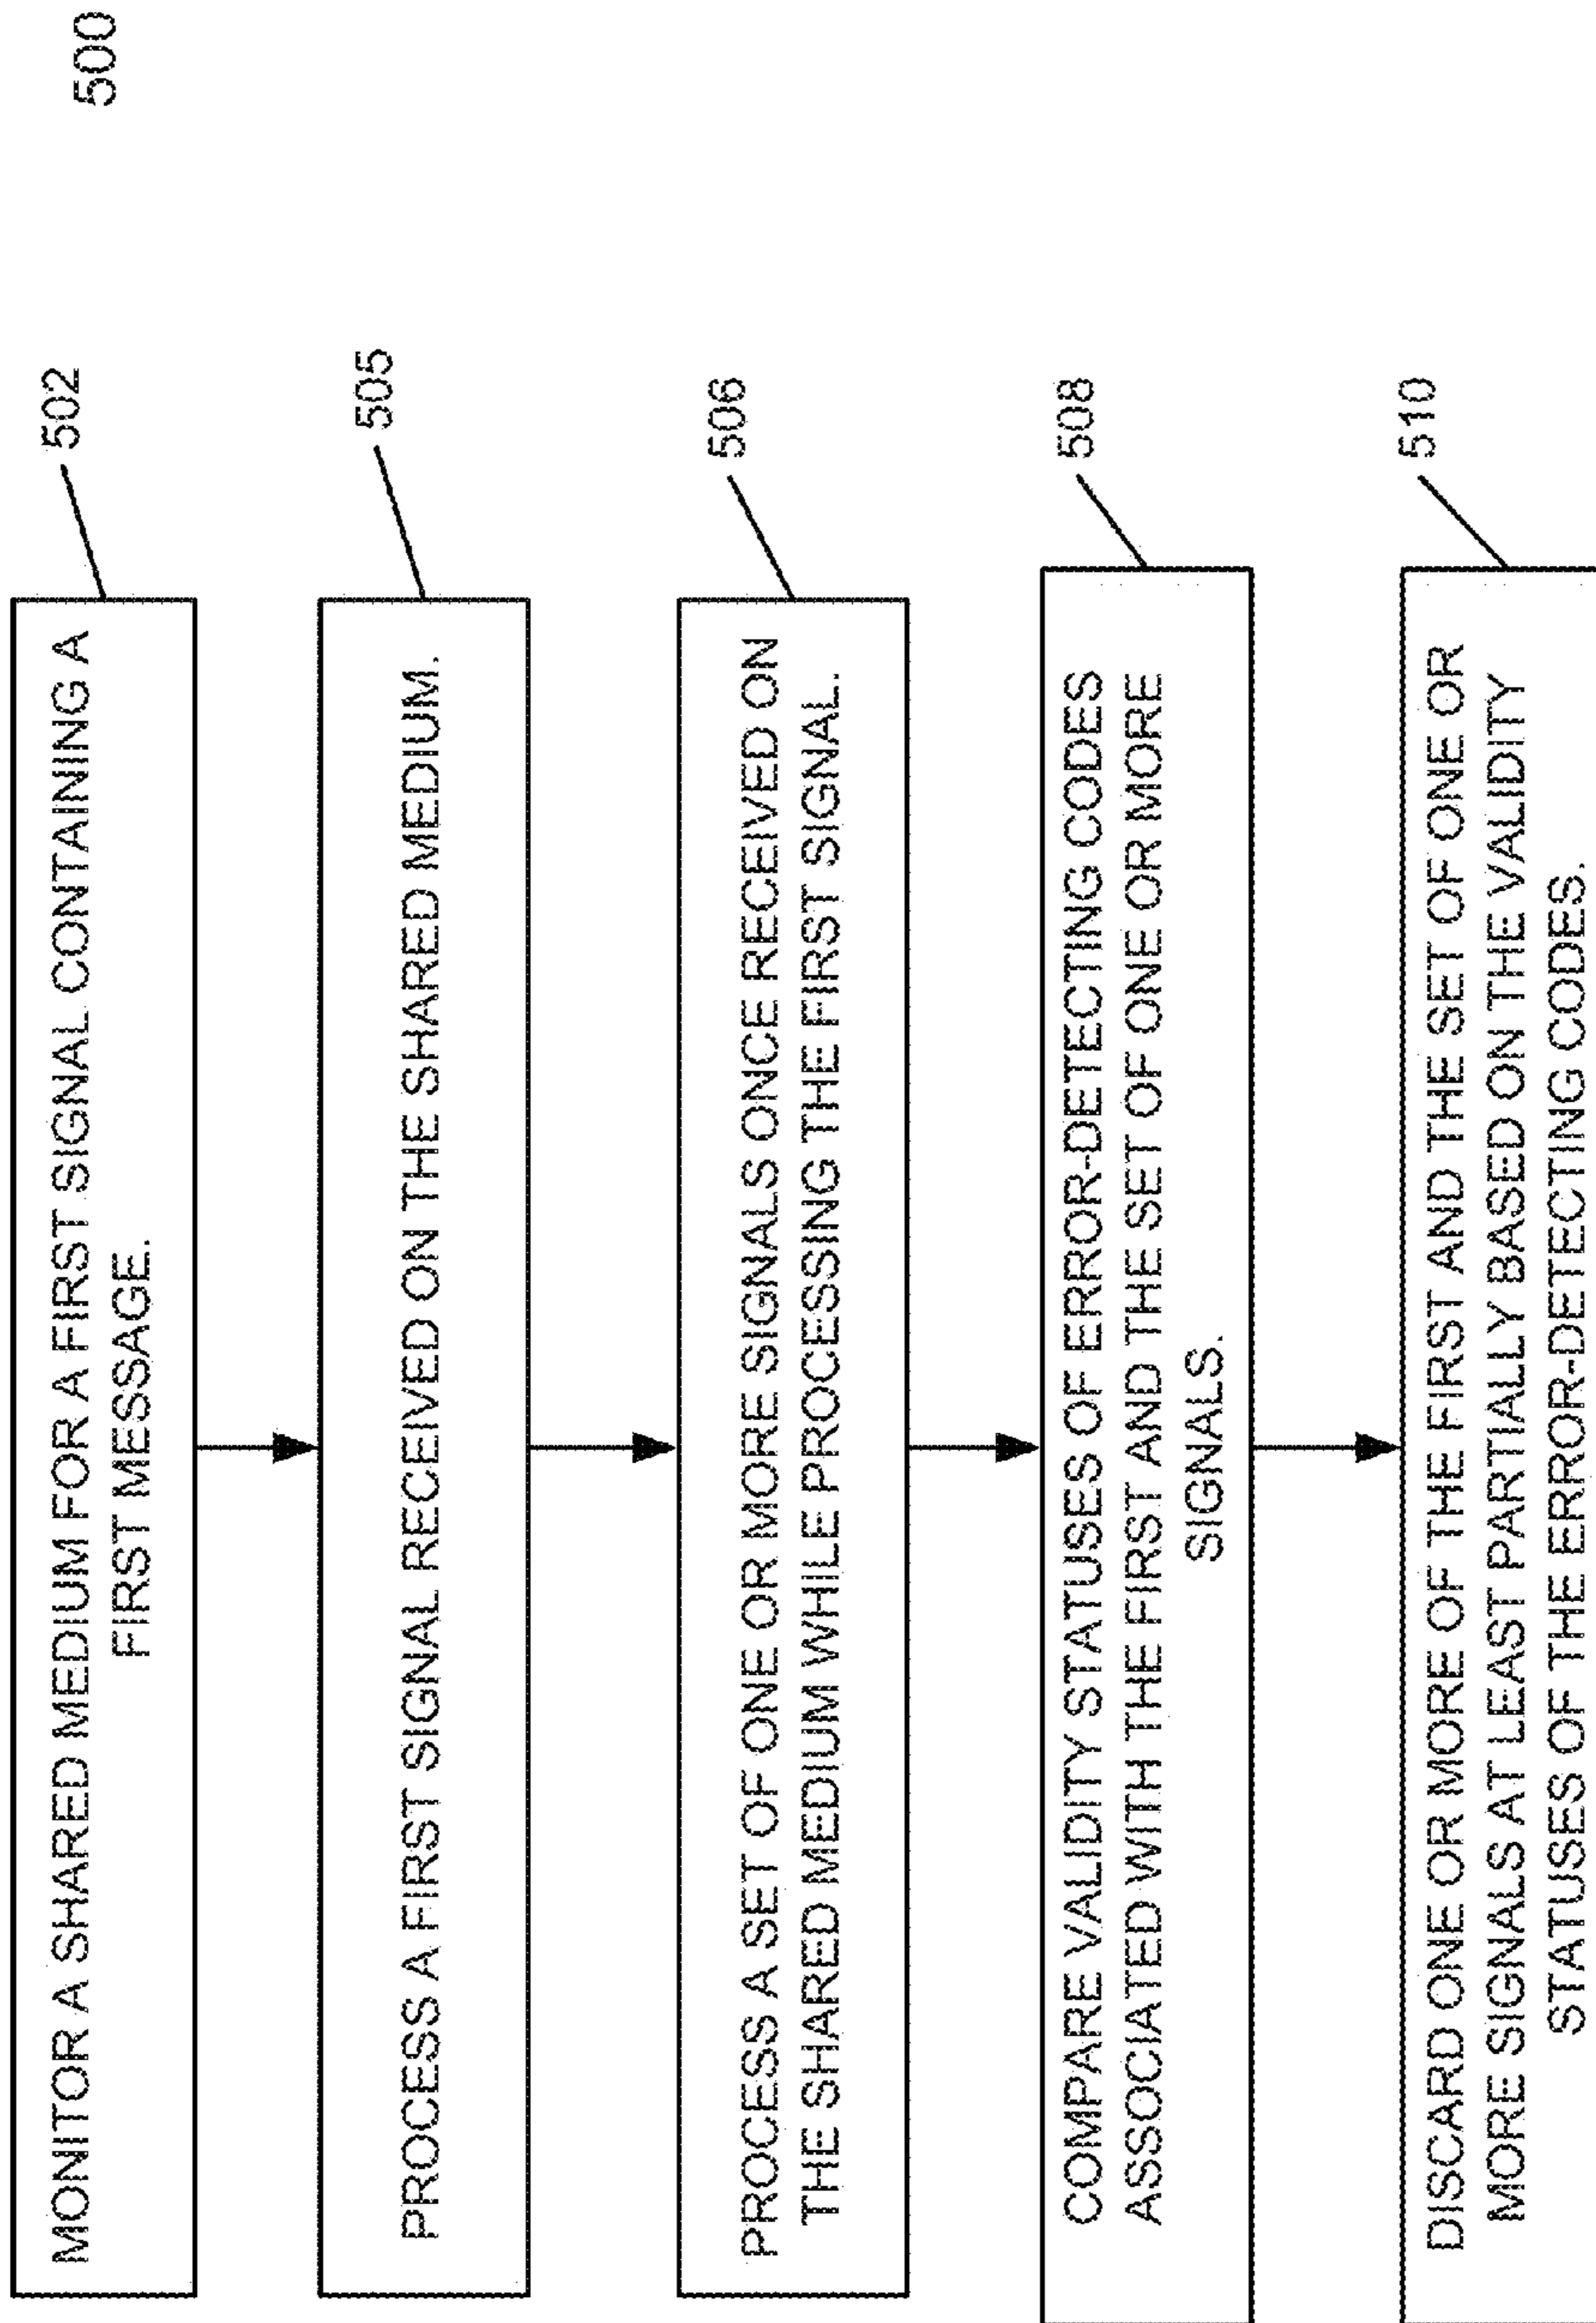 500
MONITOR A SHARED MEDIUM FOR A FIRST SIGNAL CONTAINING A
FIRST MESSAGE.
502
PROCESS A FIRST SIGNAL RECEIVED ON THE SHARED MEDIUM.
505
PROCESS A SET OF ONE OR MORE SIGNALS ONCE RECEIVED ON
THE SHARED MEDIUM WHILE PROCESSING THE FIRST SIGNAL.
506
COMPARE VALIDITY STATUSES OF ERROR-DETECTING CODES
ASSOCIATED WITH THE FIRST AND THE SET OF ONE OR MORE
SIGNALS.
508
DISCARD ONE OR MORE OF THE FIRST AND THE SET OF ONE OR
MORE SIGNALS AT LEAST PARTIALLY BASED ON THE VALIDITY
STATUSES OF THE ERROR-DETECTING CODES.
510